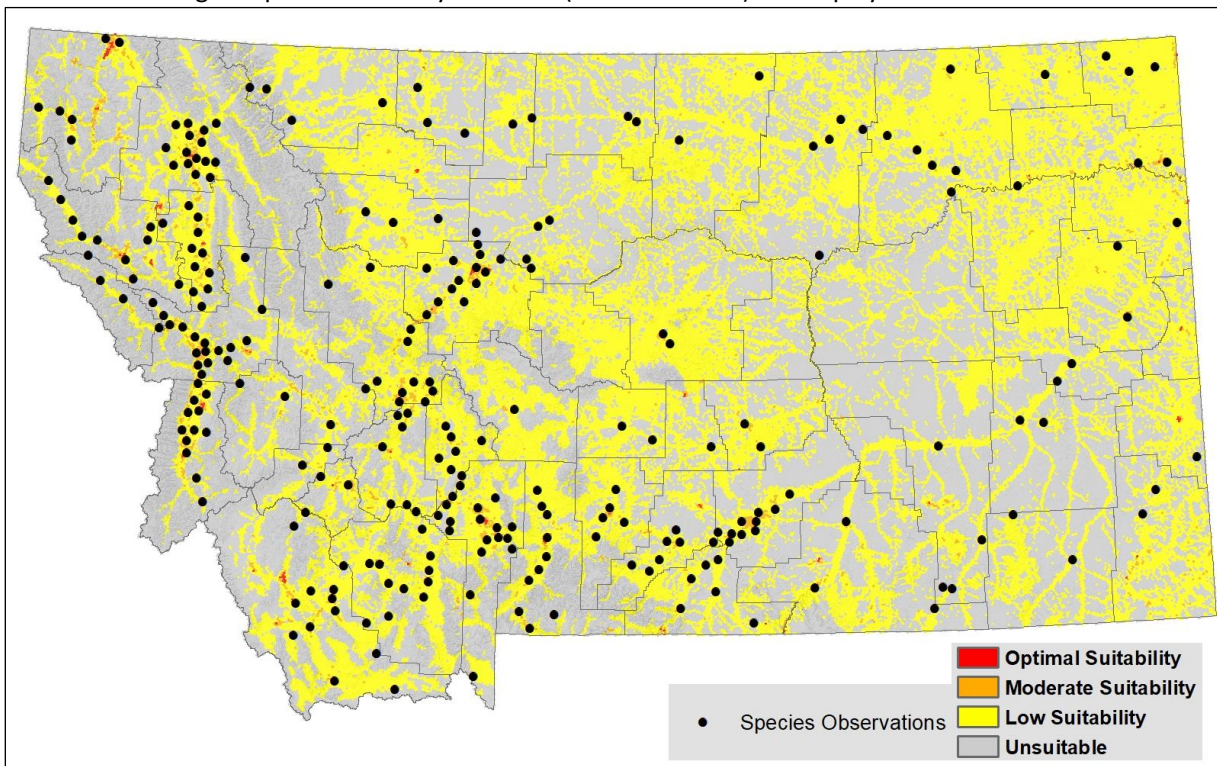 Optimal Suitability
Moderate Suitability
Species Observations
Low Suitability
Unsuitable